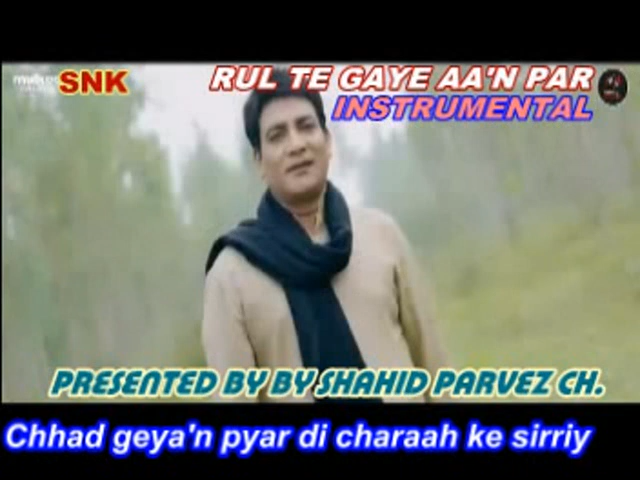 SNK
RUL TE GAYE AA'N PAR
INSTRUMENTAL
PRESENTED BY BY SHAHID PARVEZ CH.
Chhad geya'n pyar di charaah ke sirriy